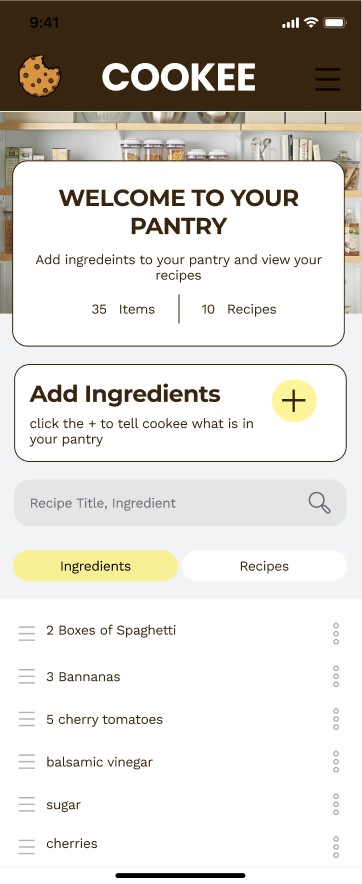 9:41
COOKEE
WELCOME TO YOUR
PANTRY
Add ingredeints to your pantry and view your
recipes
35 Items 10 Recipes
Add Ingredients
click the + to tell cookee what is in
your pantry
Recipe Title, Ingredient
Ingredients Recipes
2 Boxes of Spaghetti
3 Bannanas
5 cherry tomatoes
balsamic vinegar
sugar
cherries